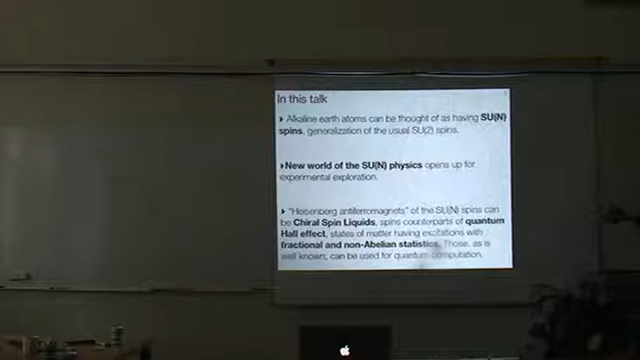 In this talk
Alkaline earth atoms can be thought of as having SU(N)
spins, generalization of the usual SU(2) spins.
New world of the SU(N) physics opens up for
experimental exploration.
"Heisenberg antiferromagnets" of the SU(N) spins can
be Chiral Spin Liquids, spins counterparts of quantum
Hall effect, states of matter having excitations with
fractional and non-Abelian statistics. Those, as is
well known, can be used for quantum computation.